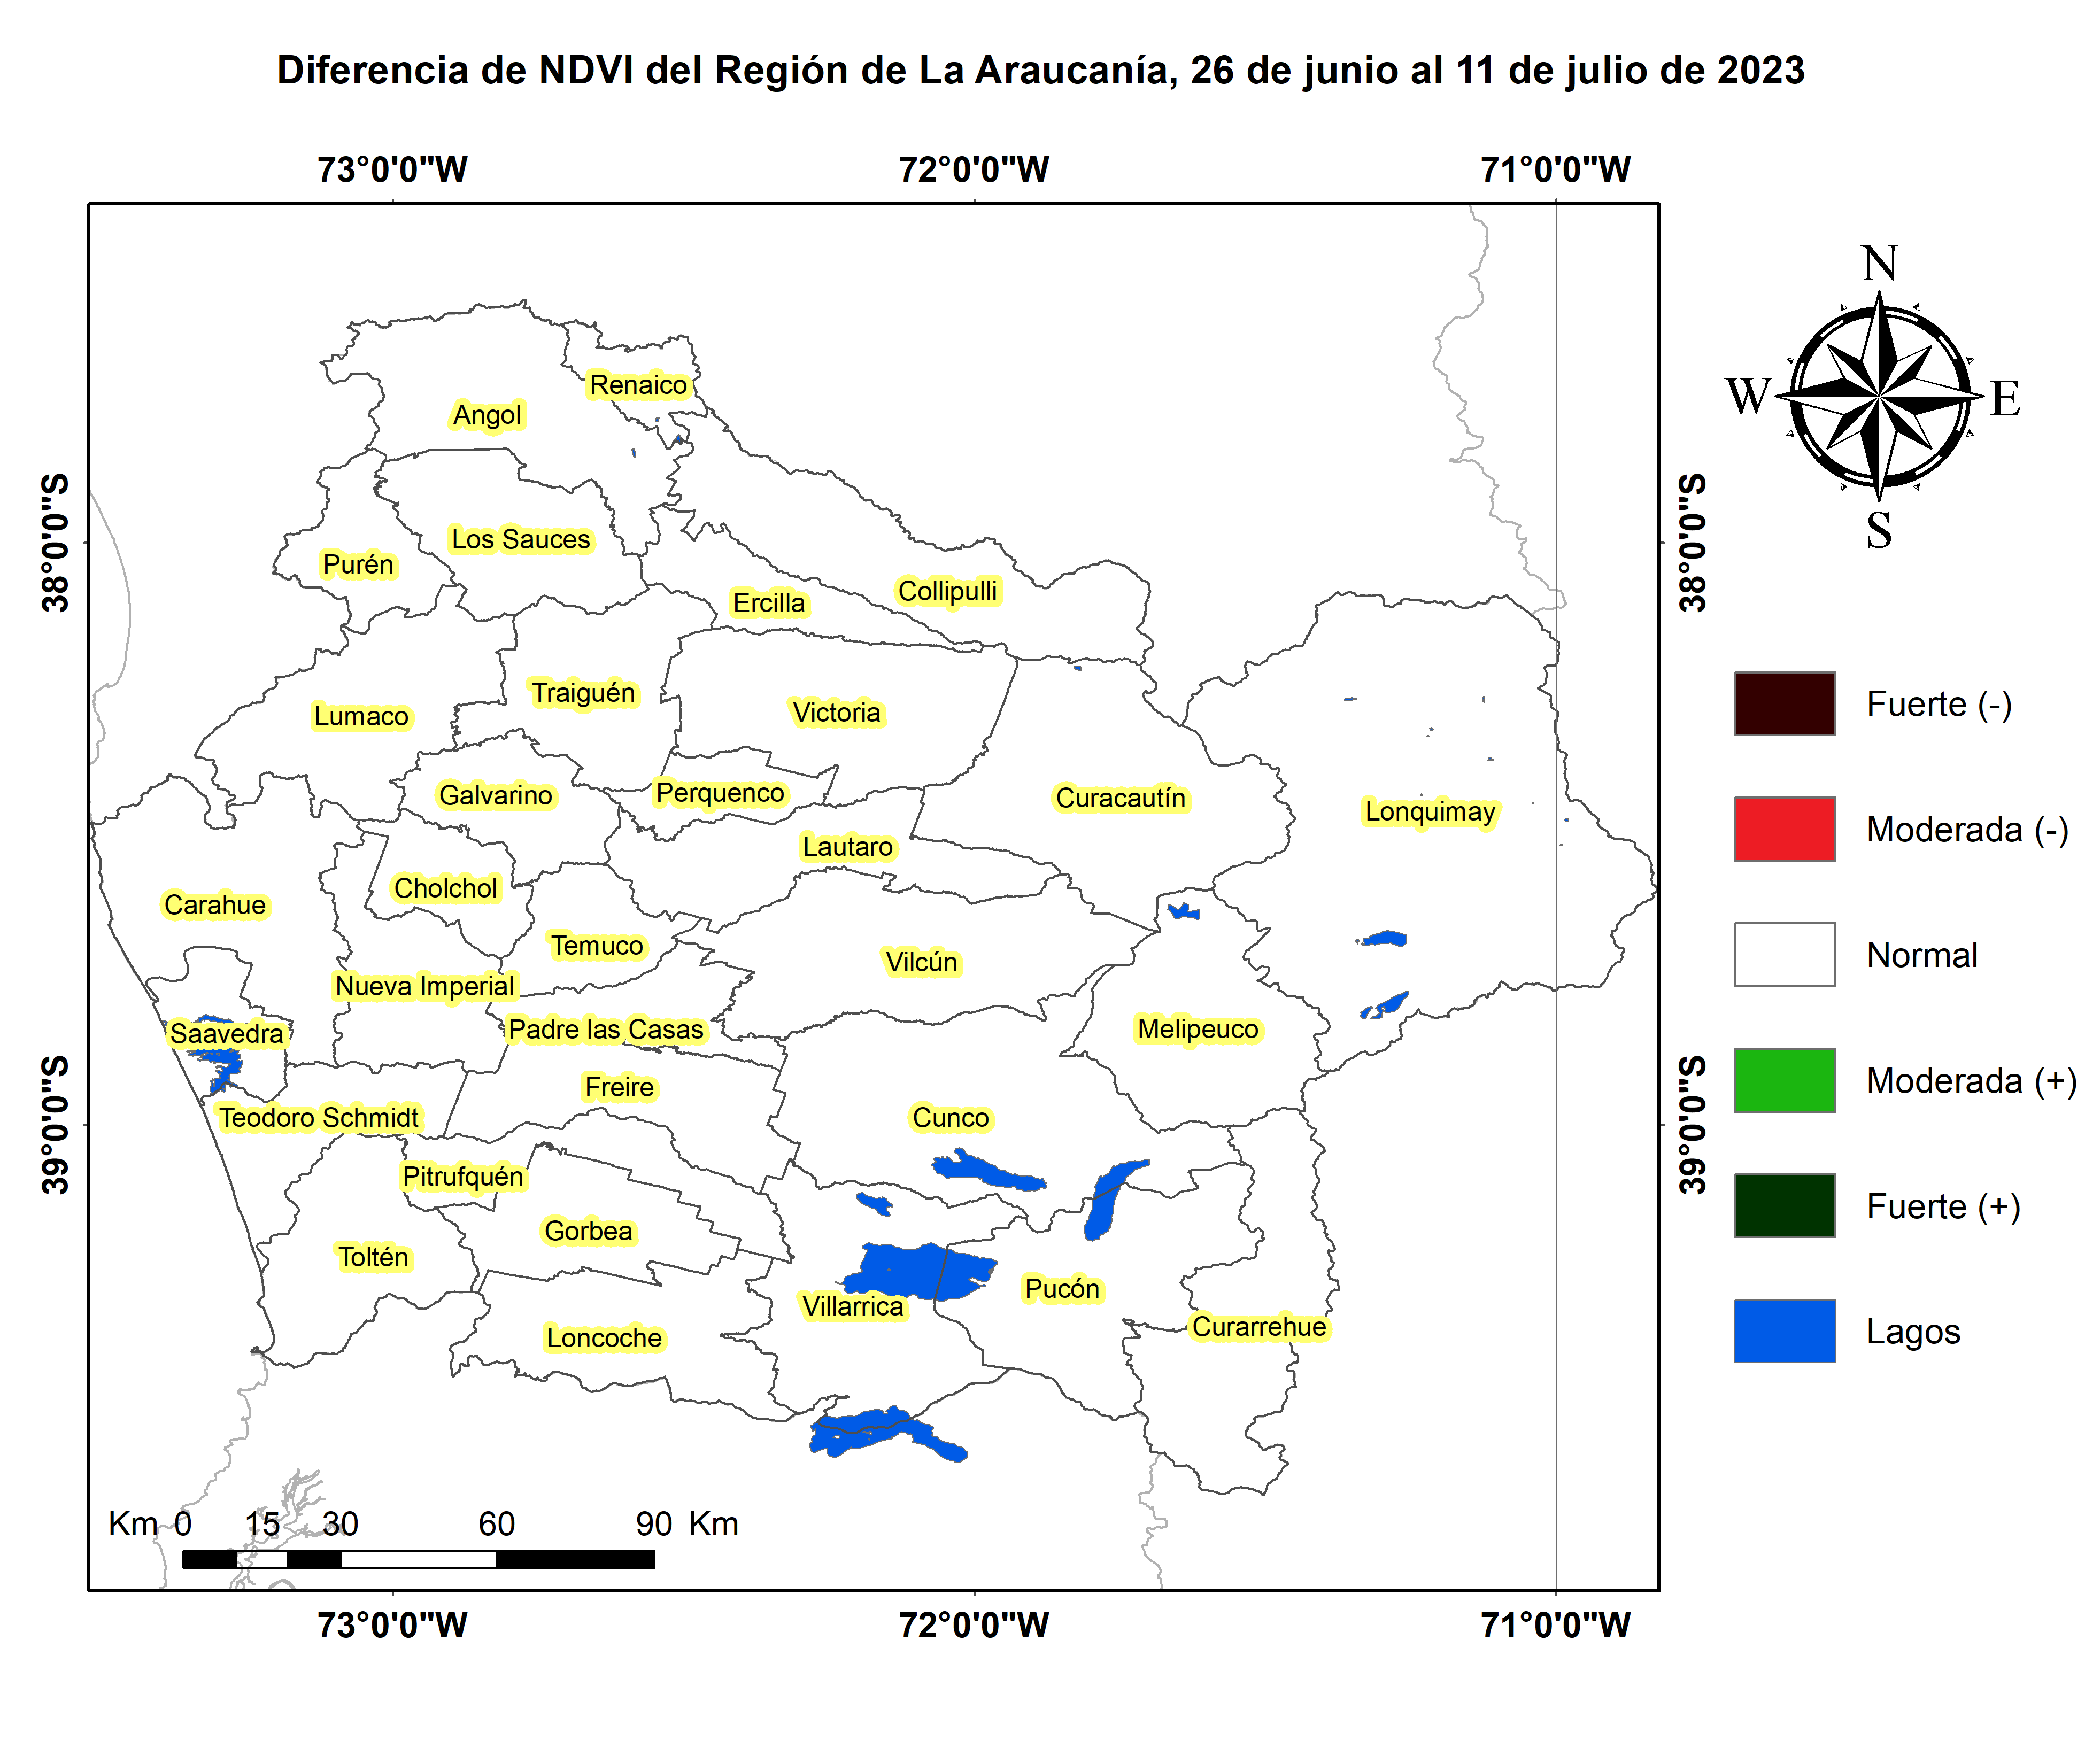 Diferencia de NDVI del Región de La Araucanía, 26 de junio al 11 de julio de 2023
73°0'0"W 72°0'0"W 71°0'0"W
N
W E
S
38°0'0"S 38°0'0"S
39°0'0"S 39°0'0"S
Renaico
Angol
Los Sauces
Purén
Collipulli
Ercilla
Traiguén
Victoria
Lumaco
Perquenco
Galvarino
Curacautín
Lonquimay
Lautaro
Cholchol
Carahue
Temuco
Vilcún
Nueva Imperial
Padre las Casas
Melipeuco
Saavedra
Freire
Teodoro Schmidt
Cunco
Pitrufquén
Gorbea
Toltén
Pucón
Villarrica
Curarrehue
Loncoche
Fuerte (-)
Moderada (-)
Normal
Moderada (+)
Fuerte (+)
Lagos
Km 0 15 30 60 90 Km
73°0'0"W 72°0'0"W 71°0'0"W